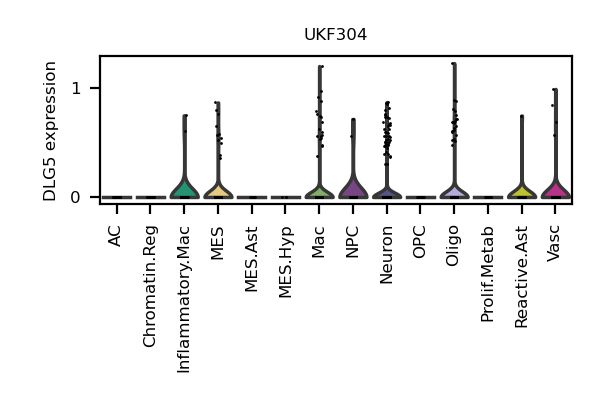 UKF304
DLG5 expression
1
0
AC
Chromatin.Reg
Inflammatory.Mac
MES
MES.Ast
MES.Hyp
Mac
NPC
Neuron
OPC
Oligo
Prolif.Metab
Reactive.Ast
Vasc